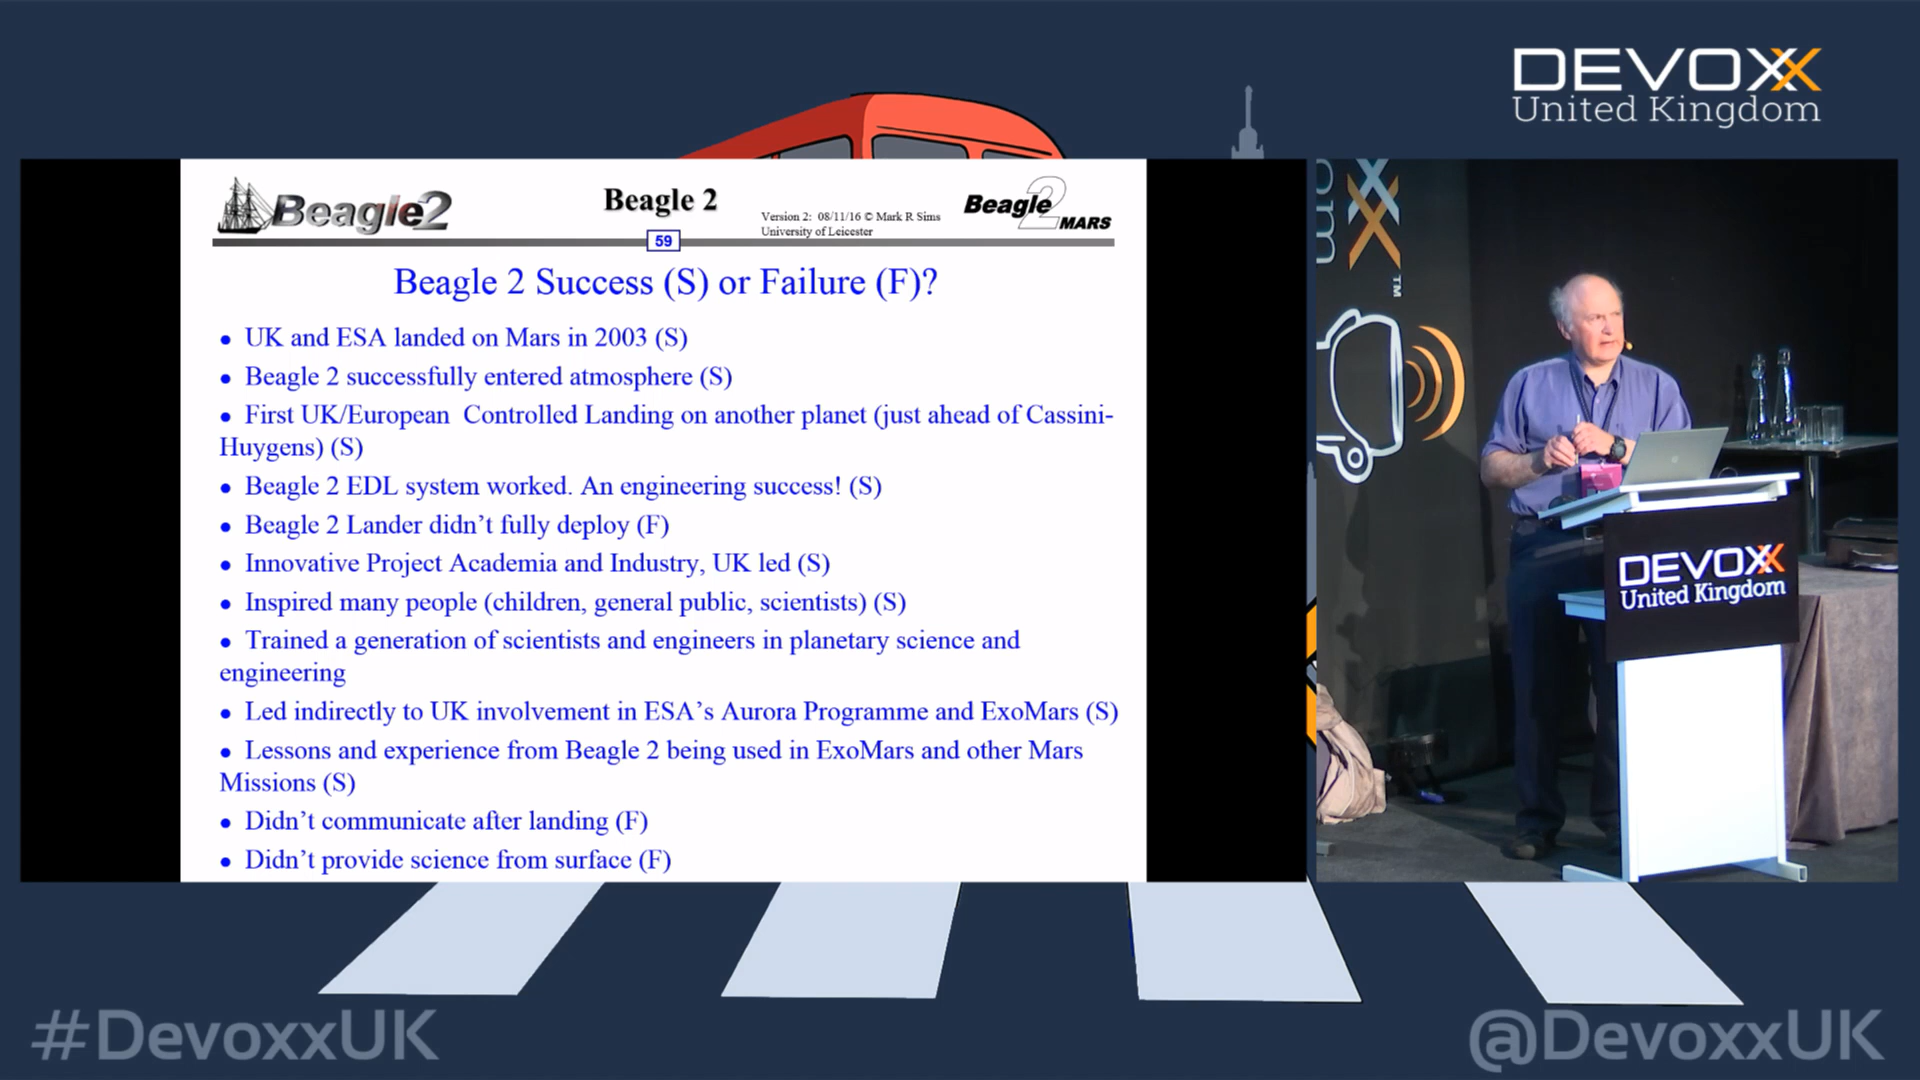 DEVOXX
United Kingdom
Beagle2
Beagle 2
Version 2: 08/11/16 © Mark R Sims
University of Leicester
Beagle 2
MARS
59
Beagle 2 Success (S) or Failure (F)?
• UK and ESA landed on Mars in 2003 (S)
• Beagle 2 successfully entered atmosphere (S)
• First UK/European Controlled Landing on another planet (just ahead of Cassini-
Huygens) (S)
• Beagle 2 EDL system worked. An engineering success! (S)
• Beagle 2 Lander didn't fully deploy (F)
• Innovative Project Academia and Industry, UK led (S)
• Inspired many people (children, general public, scientists) (S)
• Trained a generation of scientists and engineers in planetary science and
engineering
• Led indirectly to UK involvement in ESA's Aurora Programme and ExoMars (S)
• Lessons and experience from Beagle 2 being used in ExoMars and other Mars
Missions (S)
• Didn't communicate after landing (F)
• Didn't provide science from surface (F)
TM
DEVOXX
United Kingdom
#DevoxxUK
@DevoxxUK